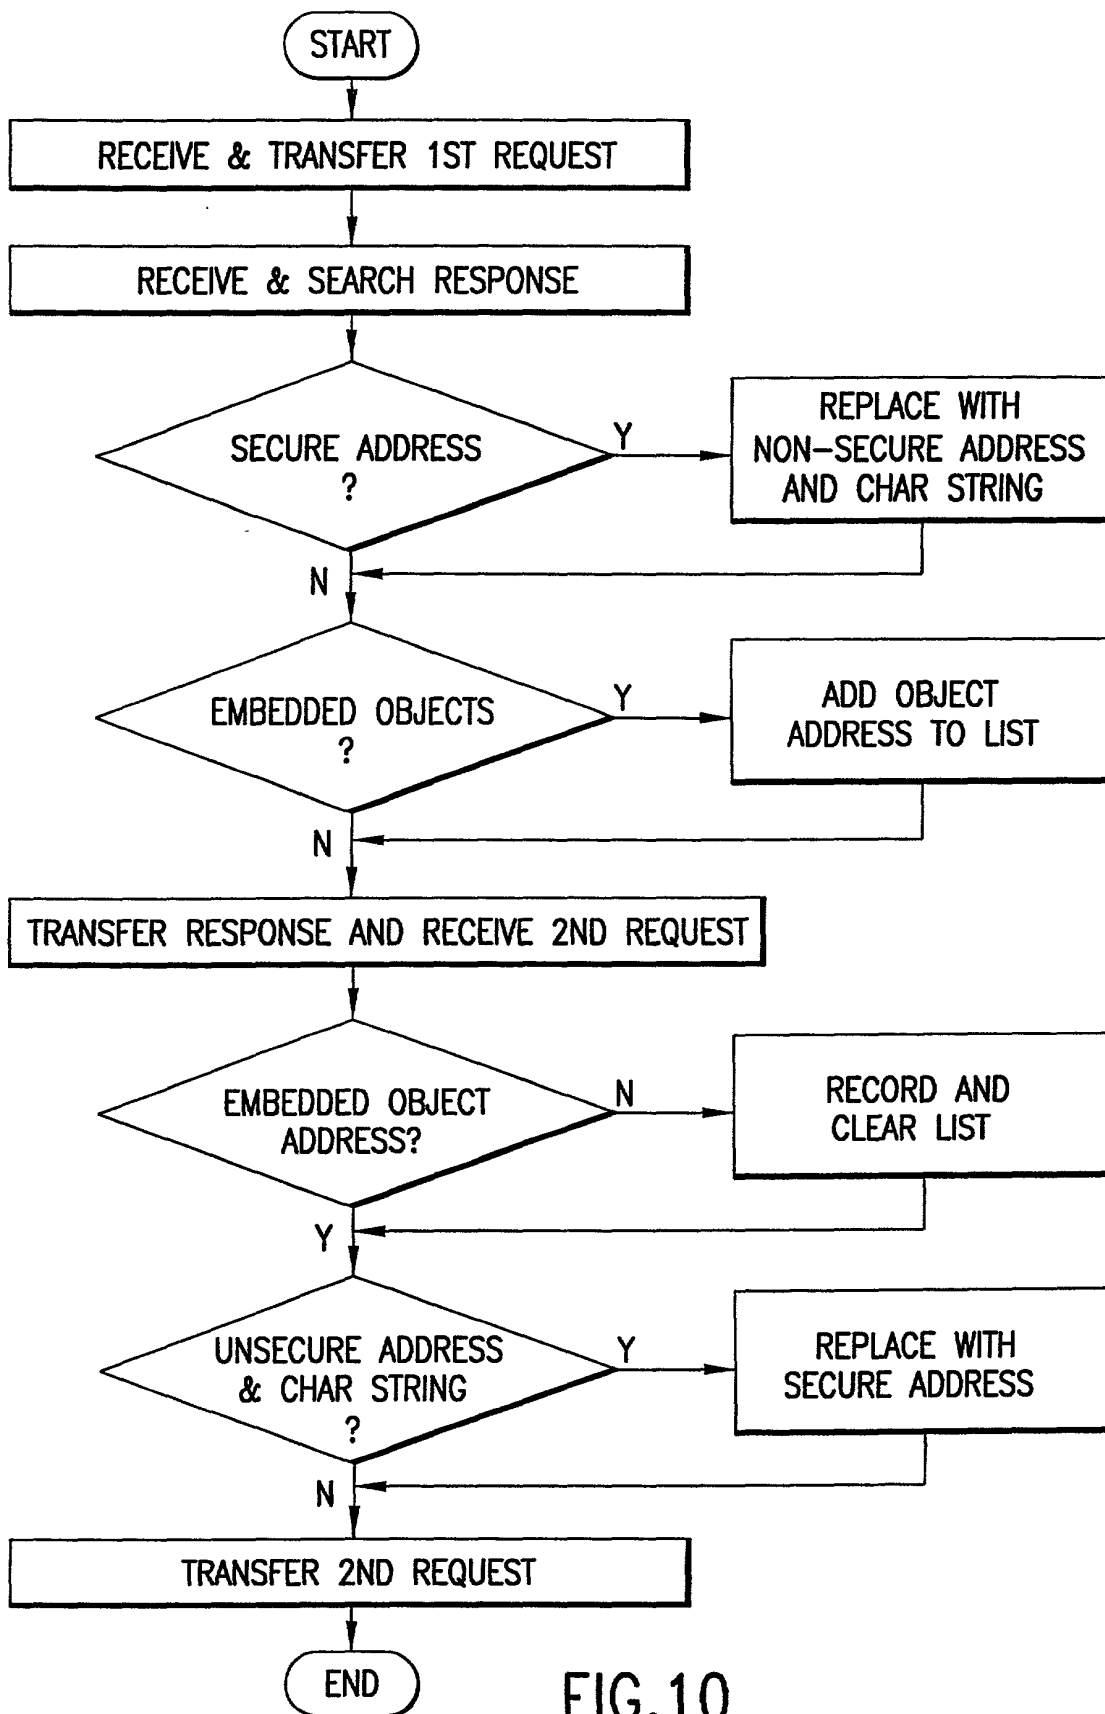 START
RECEIVE & TRANSFER 1ST REQUEST
RECEIVE & SEARCH RESPONSE
SECURE ADDRESS
?
Y
REPLACE WITH
NON-SECURE ADDRESS
AND CHAR STRING
N
EMBEDDED OBJECTS
?
Y
ADD OBJECT
ADDRESS TO LIST
N
TRANSFER RESPONSE AND RECEIVE 2ND REQUEST
EMBEDDED OBJECT
ADDRESS?
N
RECORD AND
CLEAR LIST
Y
UNSECURE ADDRESS
& CHAR STRING
?
Y
REPLACE WITH
SECURE ADDRESS
N
TRANSFER 2ND REQUEST
END
FIG.10